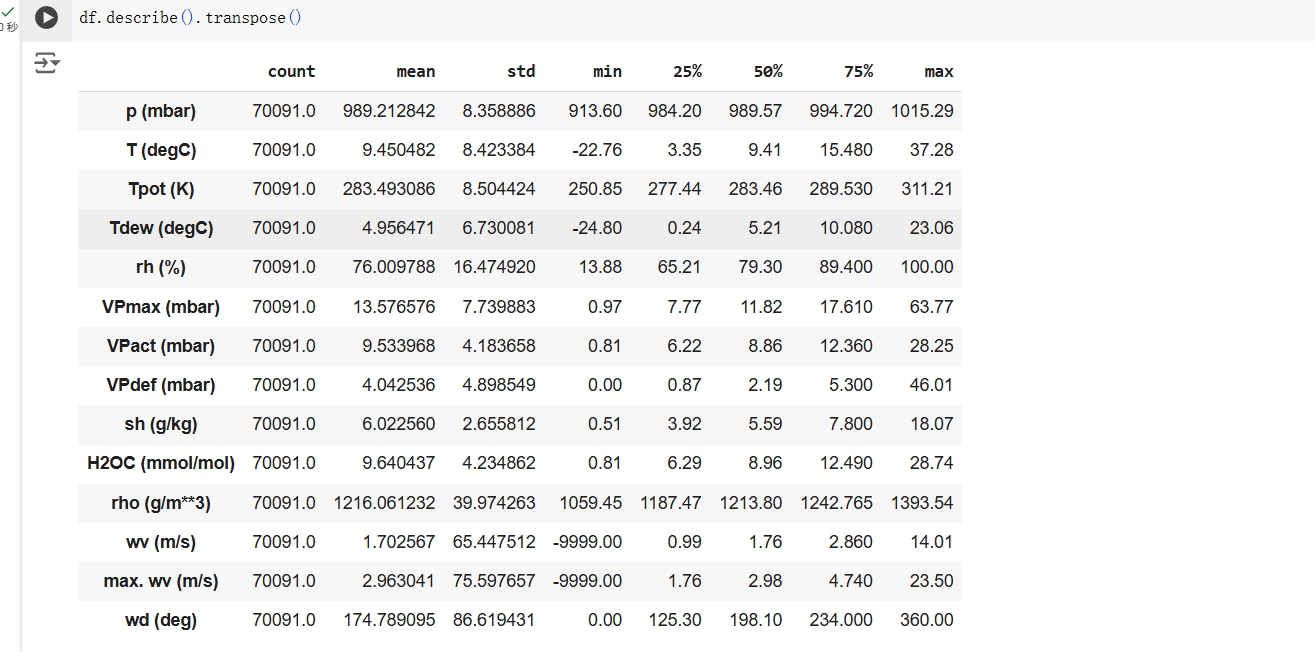 df.describe().transpose()
0 秒
count mean std min 25% 50% 75% max
p (mbar) 70091.0 989.212842 8.358886 913.60 984.20 989.57 994.720 1015.29
T (degC) 70091.0 9.450482 8.423384 -22.76 3.35 9.41 15.480 37.28
Tpot (K) 70091.0 283.493086 8.504424 250.85 277.44 283.46 289.530 311.21
Tdew (degC) 70091.0 4.956471 6.730081 -24.80 0.24 5.21 10.080 23.06
rh (%) 70091.0 76.009788 16.474920 13.88 65.21 79.30 89.400 100.00
VPmax (mbar) 70091.0 13.576576 7.739883 0.97 7.77 11.82 17.610 63.77
VPact (mbar) 70091.0 9.533968 4.183658 0.81 6.22 8.86 12.360 28.25
VPdef (mbar) 70091.0 4.042536 4.898549 0.00 0.87 2.19 5.300 46.01
sh (g/kg) 70091.0 6.022560 2.655812 0.51 3.92 5.59 7.800 18.07
H2OC (mmol/mol) 70091.0 9.640437 4.234862 0.81 6.29 8.96 12.490 28.74
rho (g/m**3) 70091.0 1216.061232 39.974263 1059.45 1187.47 1213.80 1242.765 1393.54
wv (m/s) 70091.0 1.702567 65.447512 -9999.00 0.99 1.76 2.860 14.01
max. wv (m/s) 70091.0 2.963041 75.597657 -9999.00 1.76 2.98 4.740 23.50
wd (deg) 70091.0 174.789095 86.619431 0.00 125.30 198.10 234.000 360.00